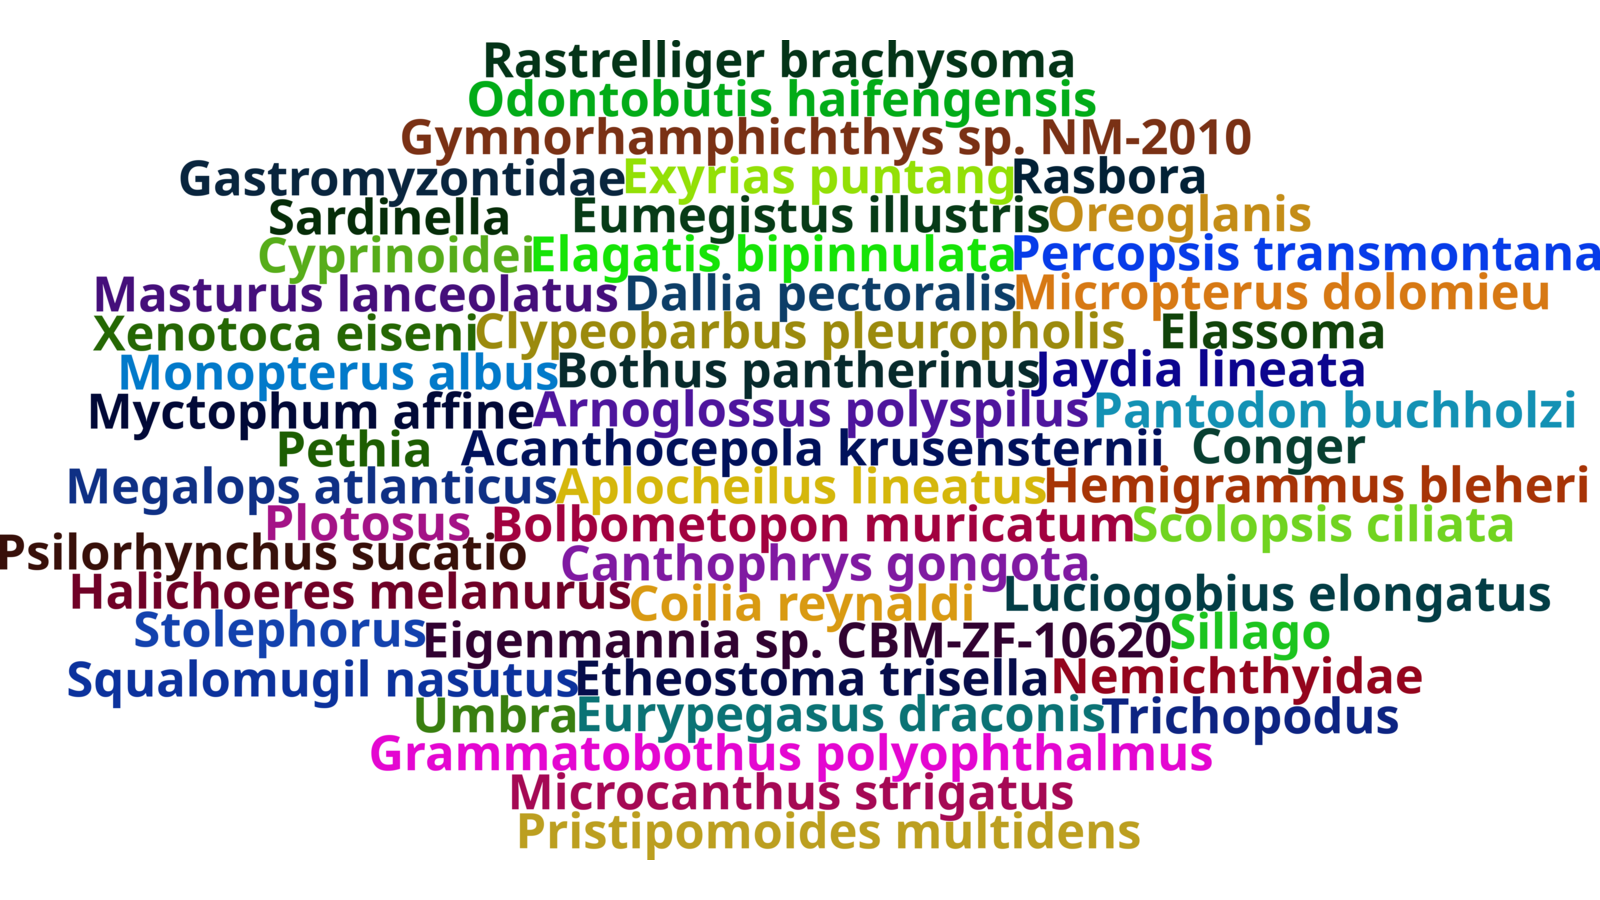 Rastrelliger brachysoma
Odontobutis haifengensis
Gymnorhamphichthys sp. NM-2010
Gastromyzontidae Exyrias puntang Rasbora
Sardinella Eumegistus illustris Oreoglanis
Cyprinoidei Elagatis bipinnulata Percopsis transmontana
Masturus lanceolatus Dallia pectoralis Micropterus dolomieu
Xenotoca eiseni Clypeobarbus pleuropholis Elassoma
Monopterus albus Bothus pantherinus Jaydia lineata
Myctophum affine Arnoglossus polyspilus Pantodon buchholzi
Pethia Acanthocepola krusensternii Conger
Megalops atlanticus Aplocheilus lineatus Hemigrammus bleheri
Plotosus Bolbometopon muricatum Scolopsis ciliata
Psilorhynchus sucatio Canthophrys gongota
Halichoeres melanurus Coilia reynaldi Luciogobius elongatus
Stolephorus Eigenmannia sp. CBM-ZF-10620 Sillago
Squalomugil nasutus Etheostoma trisella Nemichthyidae
Umbra Eurypegasus draconis Trichopodus
Grammatobothus polyophthalmus
Microcanthus strigatus
Pristipomoides multidens